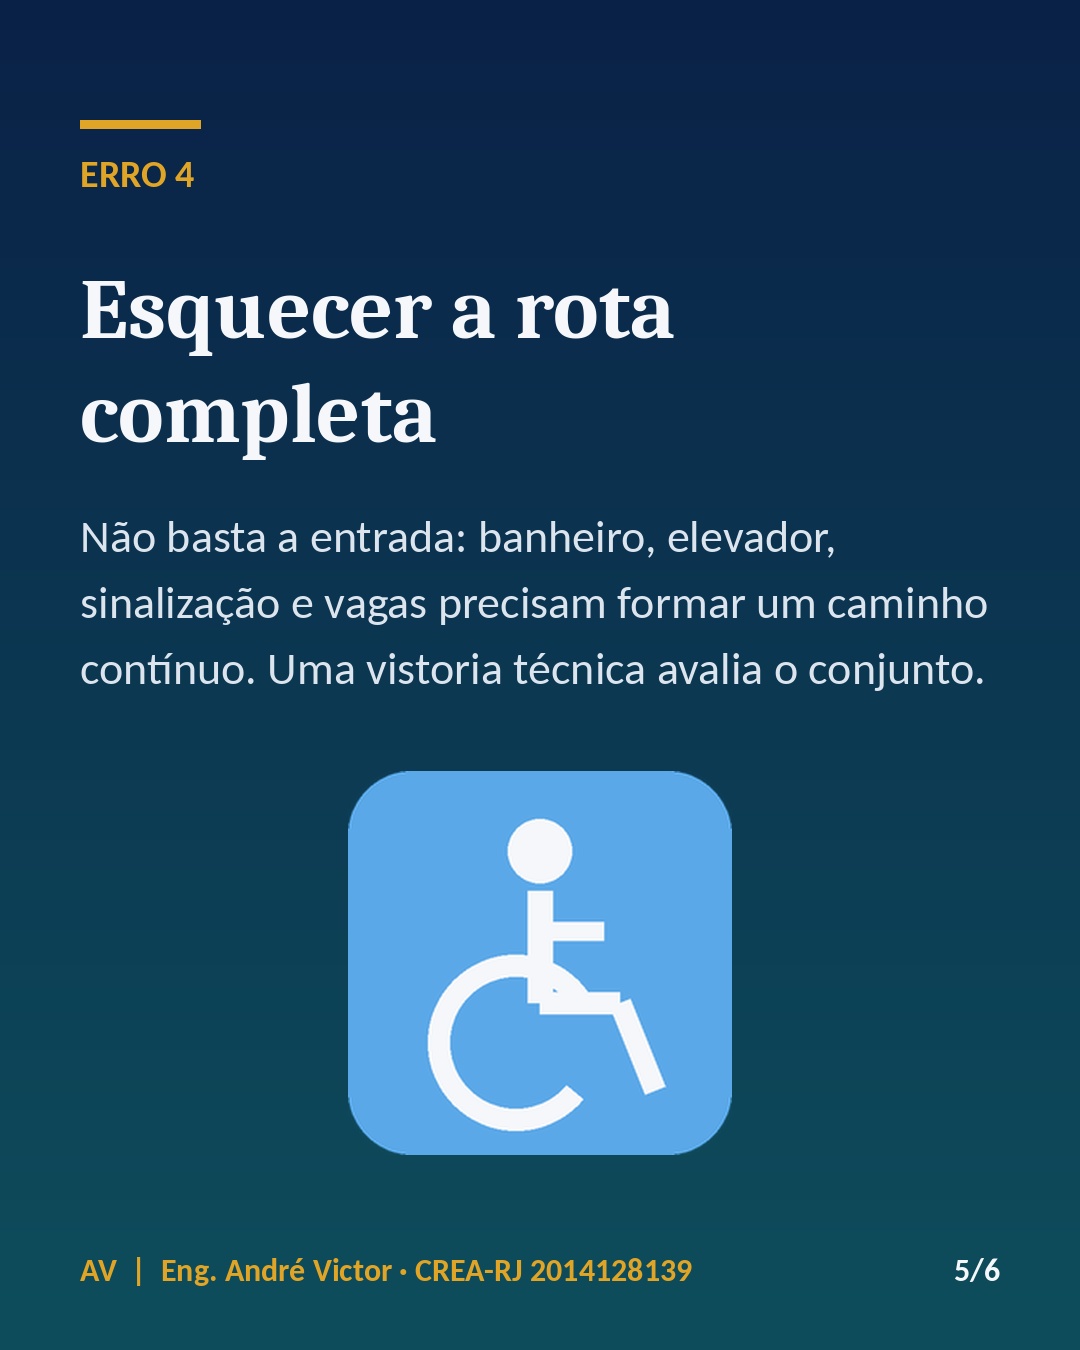 ERRO 4
Esquecer a rota
completa
Não basta a entrada: banheiro, elevador,
sinalização e vagas precisam formar um caminho
contínuo. Uma vistoria técnica avalia o conjunto.
AV | Eng. André Victor · CREA-RJ 2014128139
5/6